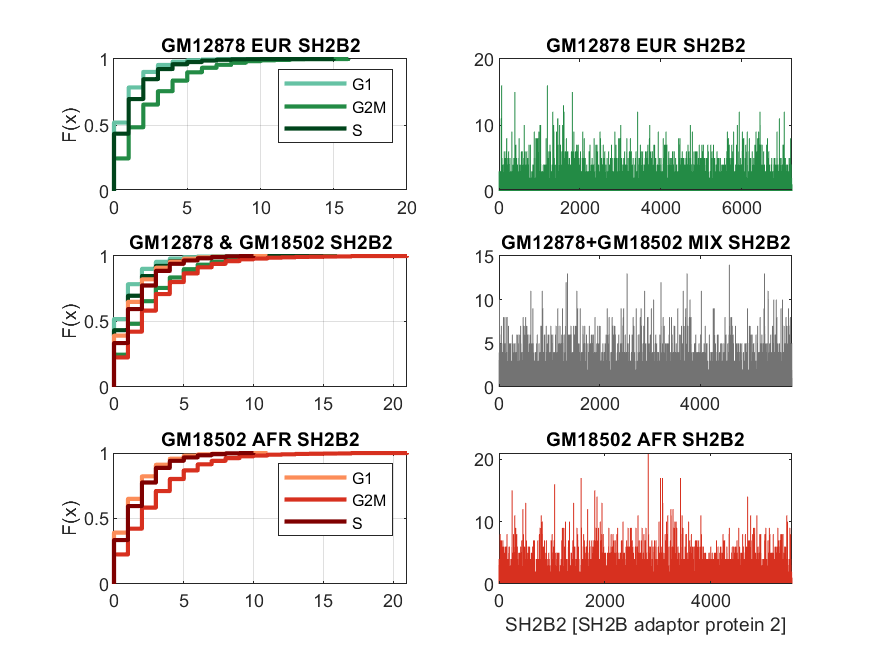 GM12878 EUR SH2B2
F(x)
1
0.5
0
0 5 10 15 20
G1
G2M
S
GM12878 EUR SH2B2
20
10
0
0 2000 4000 6000
GM12878 & GM18502 SH2B2
F(x)
1
0.5
0
0 5 10 15 20
GM12878+GM18502 MIX SH2B2
15
10
5
0
0 2000 4000
GM18502 AFR SH2B2
F(x)
1
0.5
0
0 5 10 15 20
G1
G2M
S
GM18502 AFR SH2B2
20
10
0
0 2000 4000
SH2B2 [SH2B adaptor protein 2]